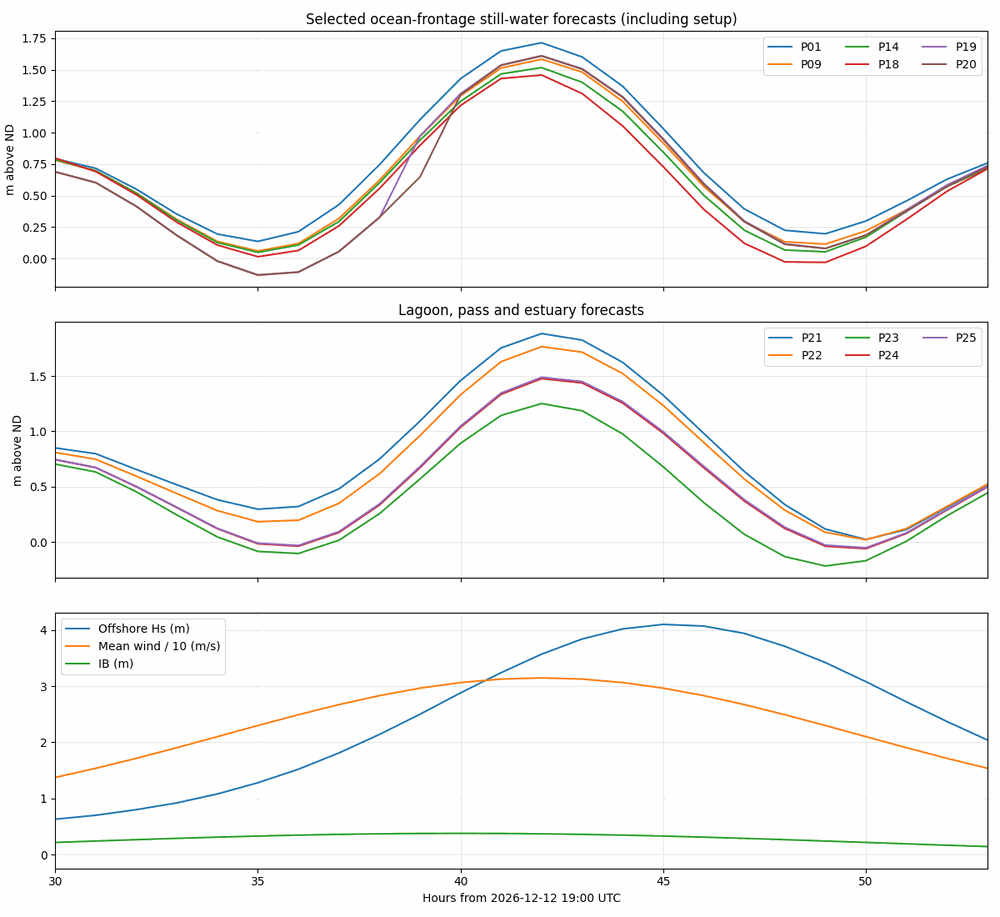 Selected ocean-frontage still-water forecasts (including setup)
1.75
1.50
1.25
1.00
0.75
0.50
0.25
0.00
m above ND
P01 P14 P19
P09 P18 P20
Lagoon, pass and estuary forecasts
1.5
1.0
0.5
0.0
m above ND
P21 P23 P25
P22 P24
4
3
2
1
0
Offshore Hs (m)
Mean wind / 10 (m/s)
IB (m)
30 35 40 45 50
Hours from 2026-12-12 19:00 UTC